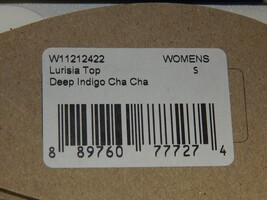 W11212422 WOMENS
Lurisia Top S
Deep Indigo Cha Cha
8 89760 77727 4